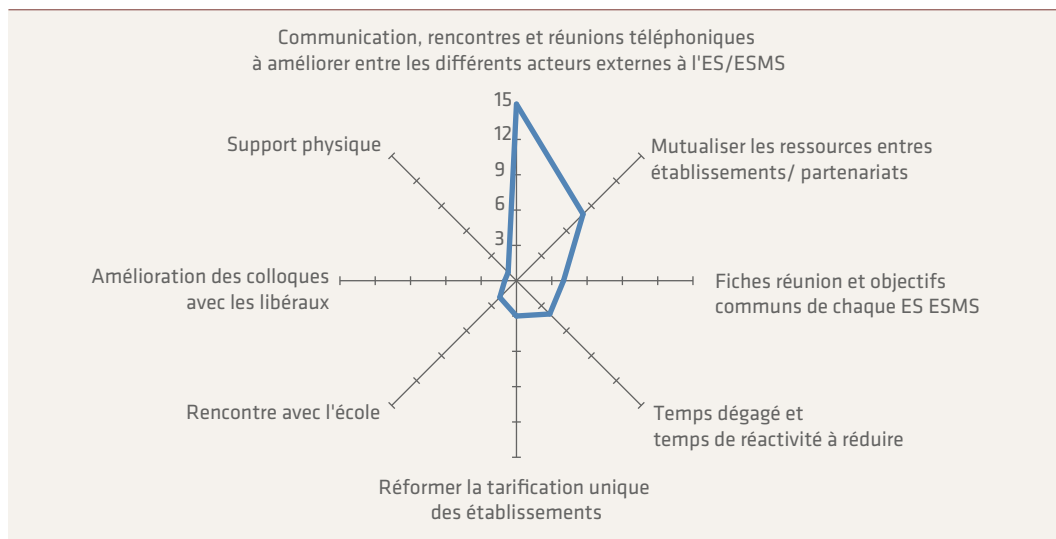 Communication, rencontres et réunions téléphoniques
à améliorer entre les différents acteurs externes à l'ES/ESMS
15
12
9
6
3
Support physique
Mutualiser les ressources entres
établissements/ partenariats
Amélioration des colloques
avec les libéraux
Fiches réunion et objectifs
communs de chaque ES ESMS
Rencontre avec l'école
Temps dégagé et
temps de réactivité à réduire
Réformer la tarification unique
des établissements